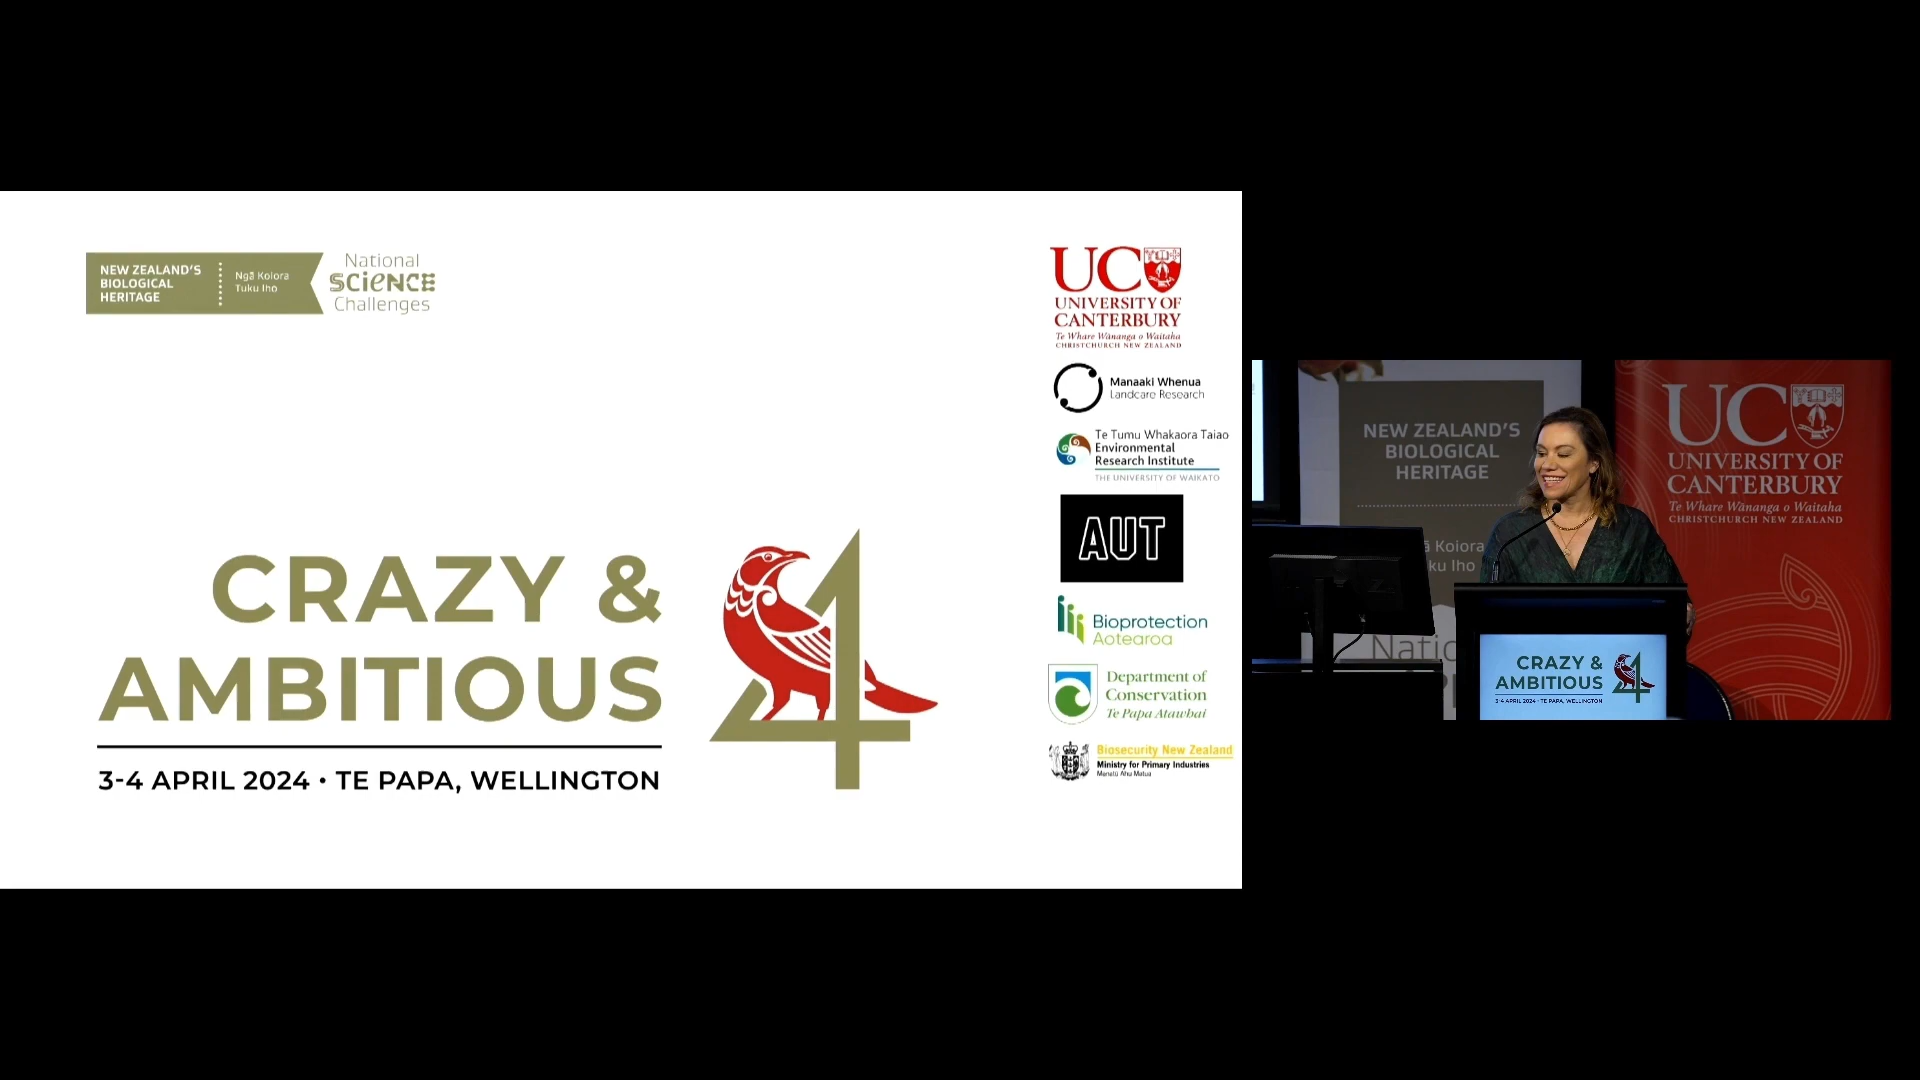 NEW ZEALAND'S
BIOLOGICAL
HERITAGE
Ngā Koiora
Tuku Iho
National
SCIENCE
Challenges
CRAZY &
AMBITIOUS
4
3-4 APRIL 2024 • TE PAPA, WELLINGTON
UC
UNIVERSITY OF
CANTERBURY
Te Whare Wānanga o Waitaha
CHRISTCHURCH NEW ZEALAND
Manaaki Whenua
Landcare Research
Te Tumu Whakaora Taiao
Environmental
Research Institute
THE UNIVERSITY OF WAIKATO
AUT
Bioprotection
Aotearoa
Department of
Conservation
Te Papa Atawhai
Biosecurity New Zealand
Ministry for Primary Industries
Manatū Ahu Matua
NEW ZEALAND'S
BIOLOGICAL
HERITAGE
ā Koiora
ku Iho
Natio
UC
UNIVERSITY OF
CANTERBURY
Te Whare Wānanga o Waitaha
CHRISTCHURCH NEW ZEALAND
CRAZY &
AMBITIOUS
4
3-4 APRIL 2024 • TE PAPA, WELLINGTON